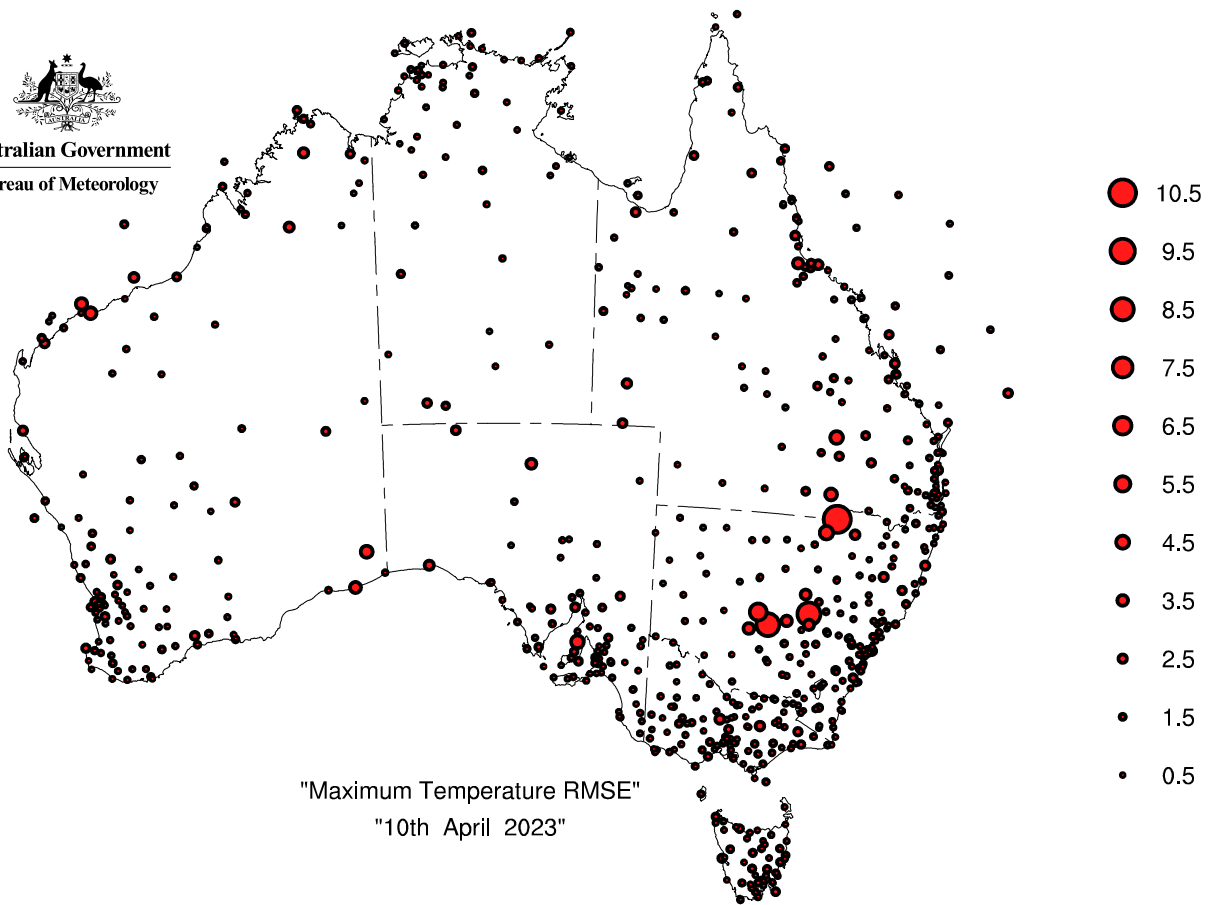 AUSTRALIA
tralian Government
reau of Meteorology
10.5
9.5
8.5
7.5
6.5
5.5
4.5
3.5
2.5
1.5
0.5
"Maximum Temperature RMSE"
"10th April 2023"